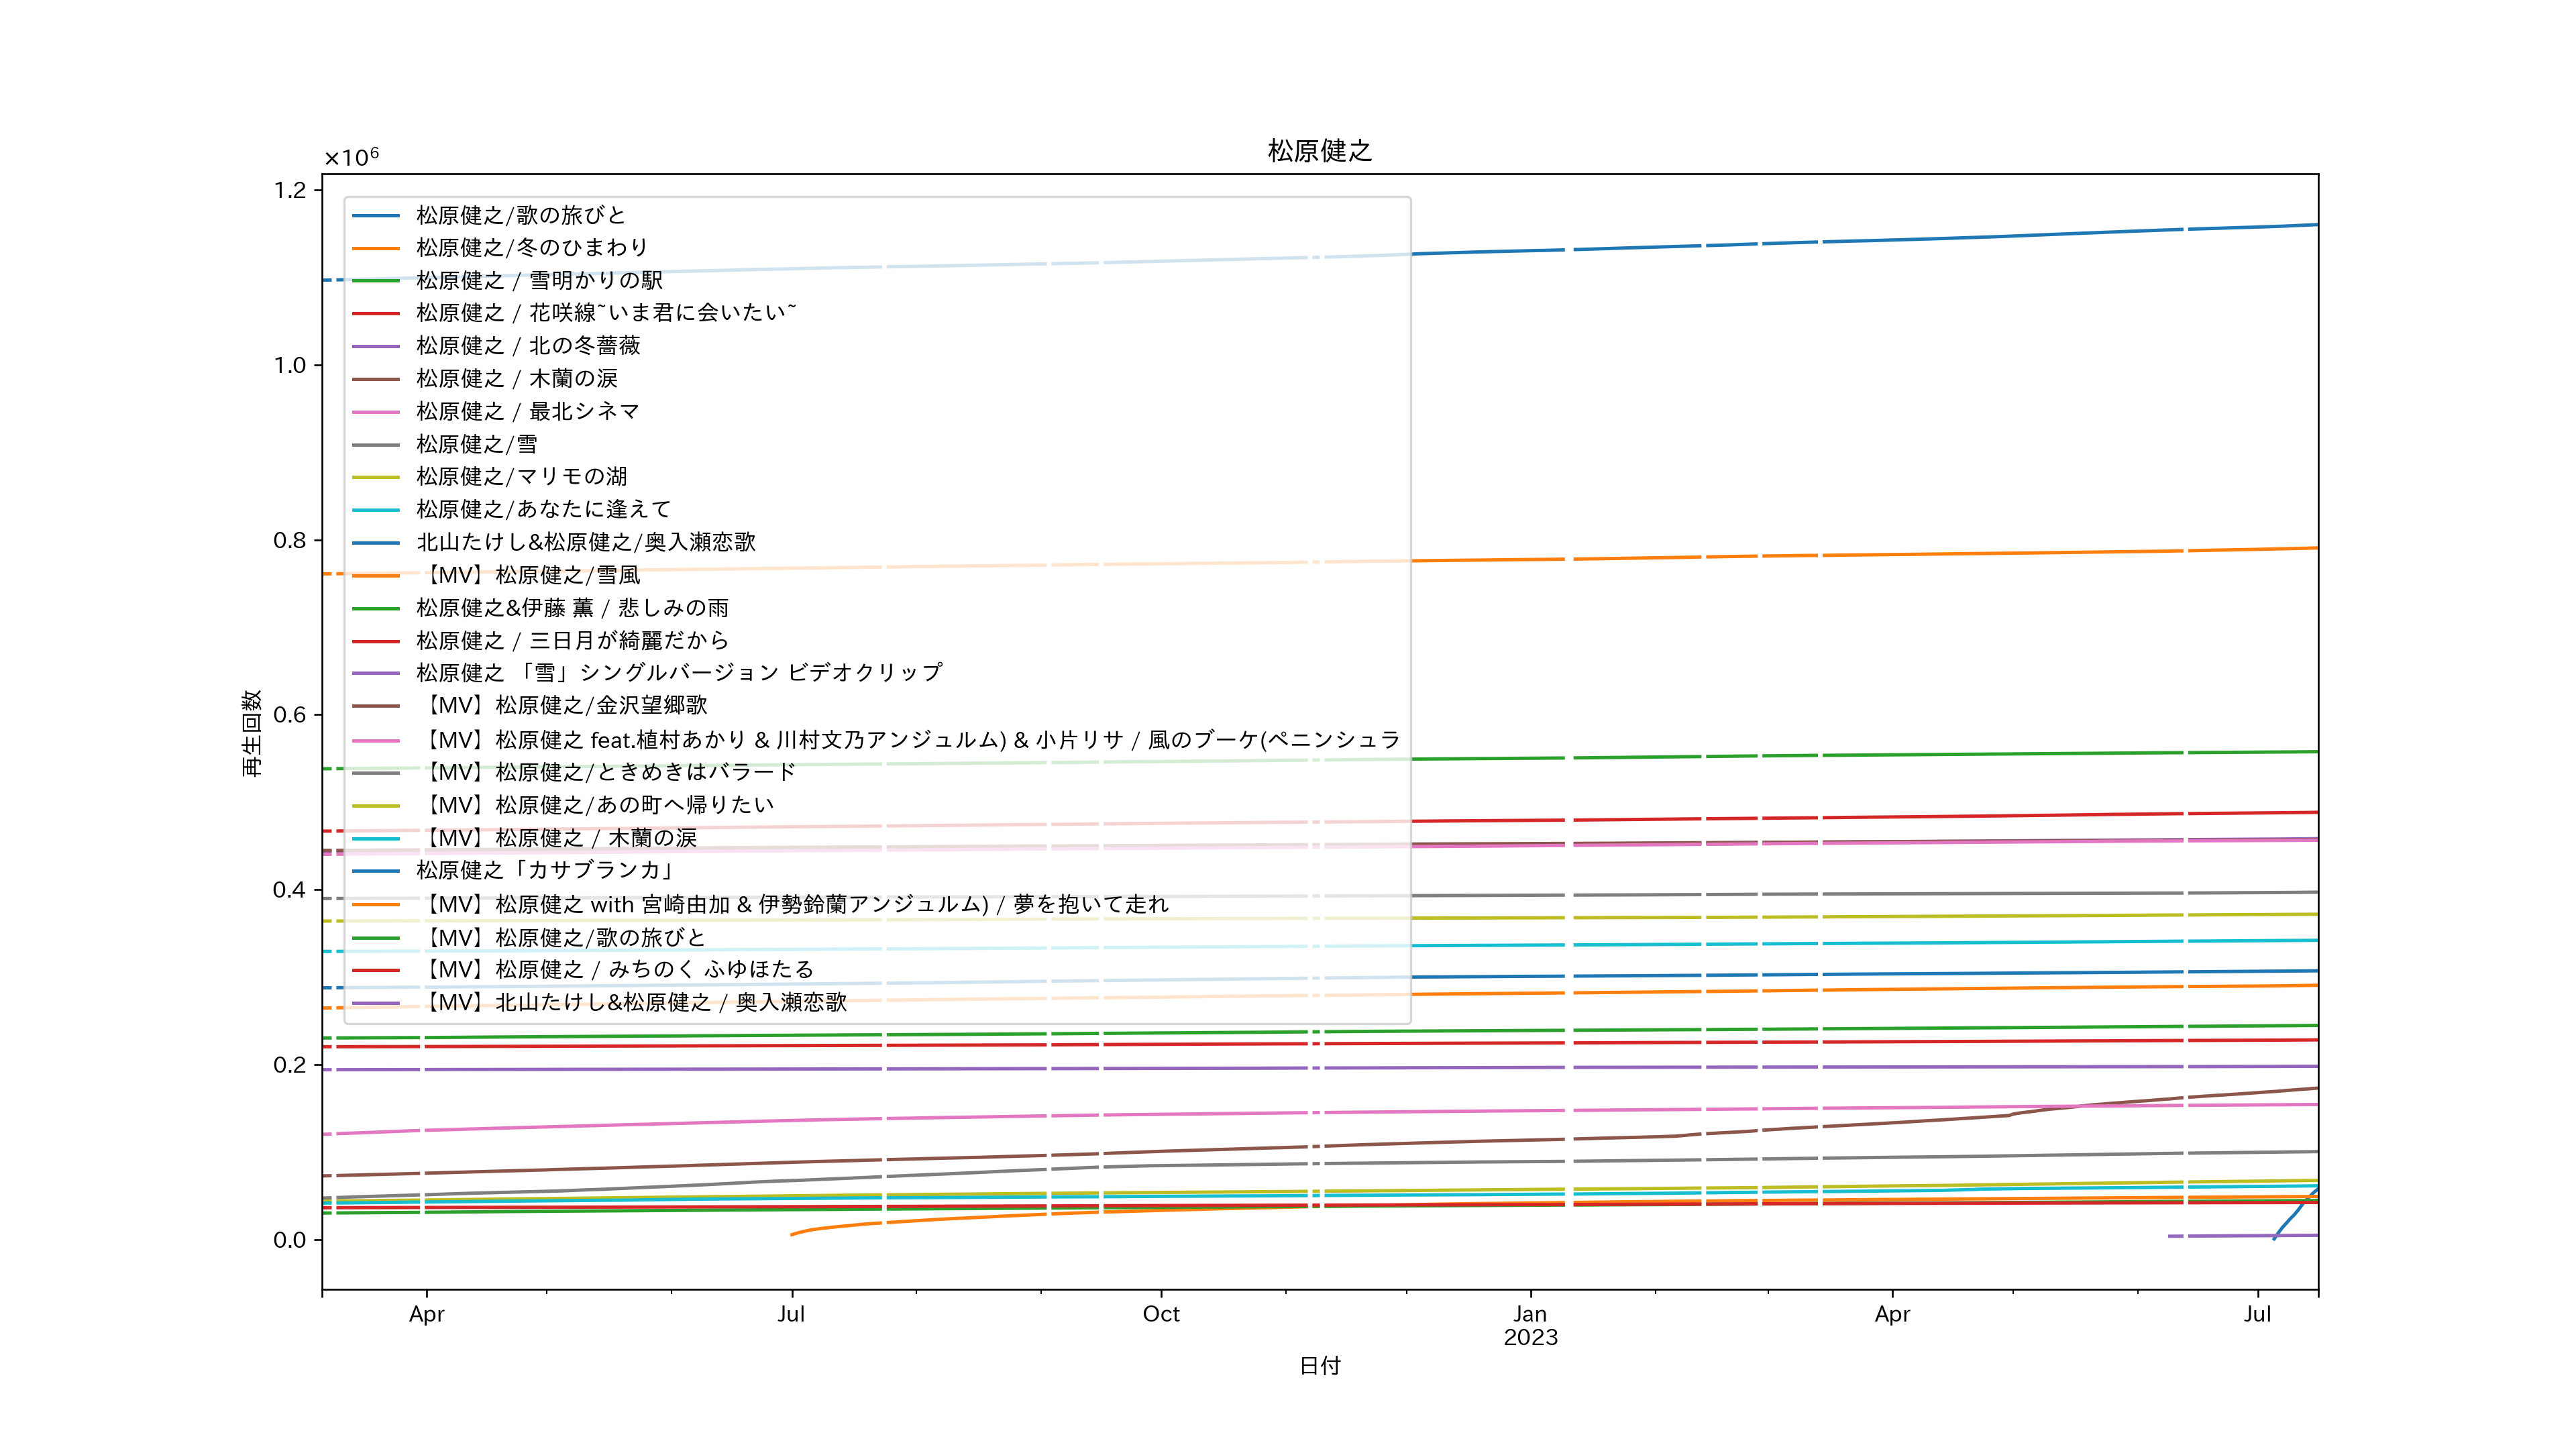 松原健之
×10⁶
1.2
1.0
0.8
0.6
0.4
0.2
0.0
再生回数
松原健之/歌の旅びと
松原健之/冬のひまわり
松原健之 / 雪明かりの駅
松原健之 / 花咲線~いま君に会いたい~
松原健之 / 北の冬薔薇
松原健之 / 木蘭の涙
松原健之 / 最北シネマ
松原健之/雪
松原健之/マリモの湖
松原健之/あなたに逢えて
北山たけし&松原健之/奥入瀬恋歌
【MV】松原健之/雪風
松原健之&伊藤 薫 / 悲しみの雨
松原健之 / 三日月が綺麗だから
松原健之 「雪」シングルバージョン ビデオクリップ
【MV】松原健之/金沢望郷歌
【MV】松原健之 feat.植村あかり & 川村文乃アンジュルム) & 小片リサ / 風のブーケ(ペニンシュラ
【MV】松原健之/ときめきはバラード
【MV】松原健之/あの町へ帰りたい
【MV】松原健之 / 木蘭の涙
松原健之「カサブランカ」
【MV】松原健之 with 宮崎由加 & 伊勢鈴蘭アンジュルム) / 夢を抱いて走れ
【MV】松原健之/歌の旅びと
【MV】松原健之 / みちのく ふゆほたる
【MV】北山たけし&松原健之 / 奥入瀬恋歌
Apr
Jul
Oct
Jan
2023
Apr
Jul
日付